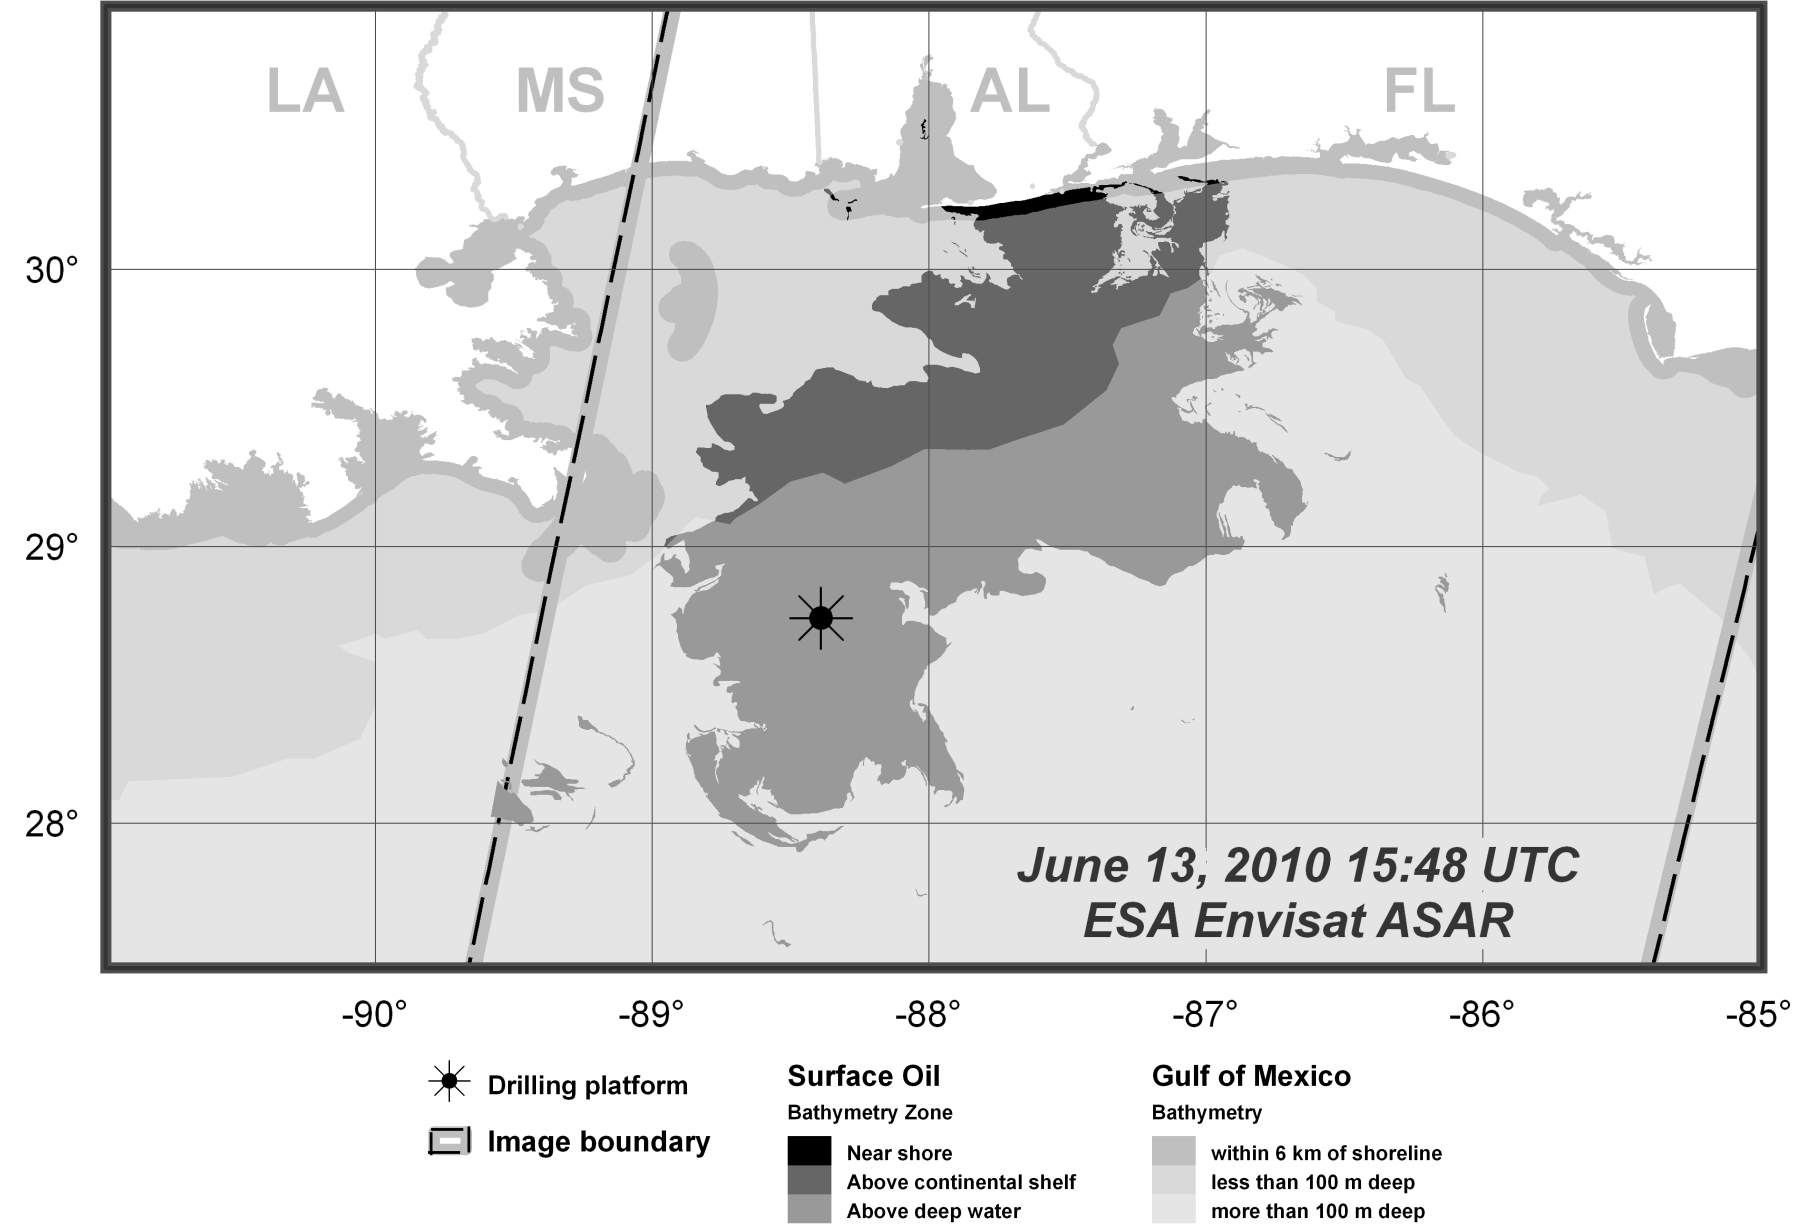 LA MS AL FL
30°
29°
28°
June 13, 2010 15:48 UTC
ESA Envisat ASAR
-90° -89° -88° -87° -86° -85°
Drilling platform
Image boundary
Surface Oil
Bathymetry Zone
Near shore
Above continental shelf
Above deep water
Gulf of Mexico
Bathymetry
within 6 km of shoreline
less than 100 m deep
more than 100 m deep